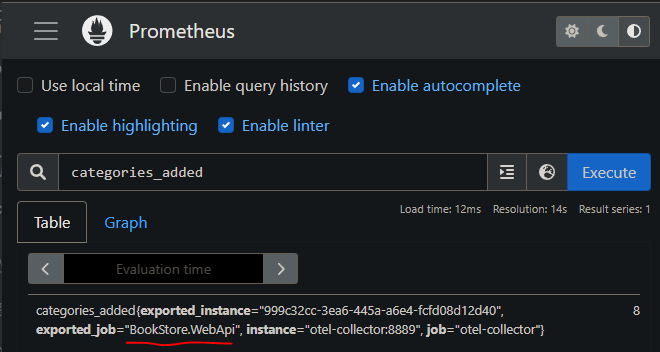 Prometheus
Use local time Enable query history Enable autocomplete
Enable highlighting Enable linter
categories_added Execute
Load time: 12ms Resolution: 14s Result series: 1
Table Graph
Evaluation time
categories_added{exported_instance="999c32cc-3ea6-445a-a6e4-fcfd08d12d40", 8
exported_job="BookStore.WebApi", instance="otel-collector:8889", job="otel-collector"}